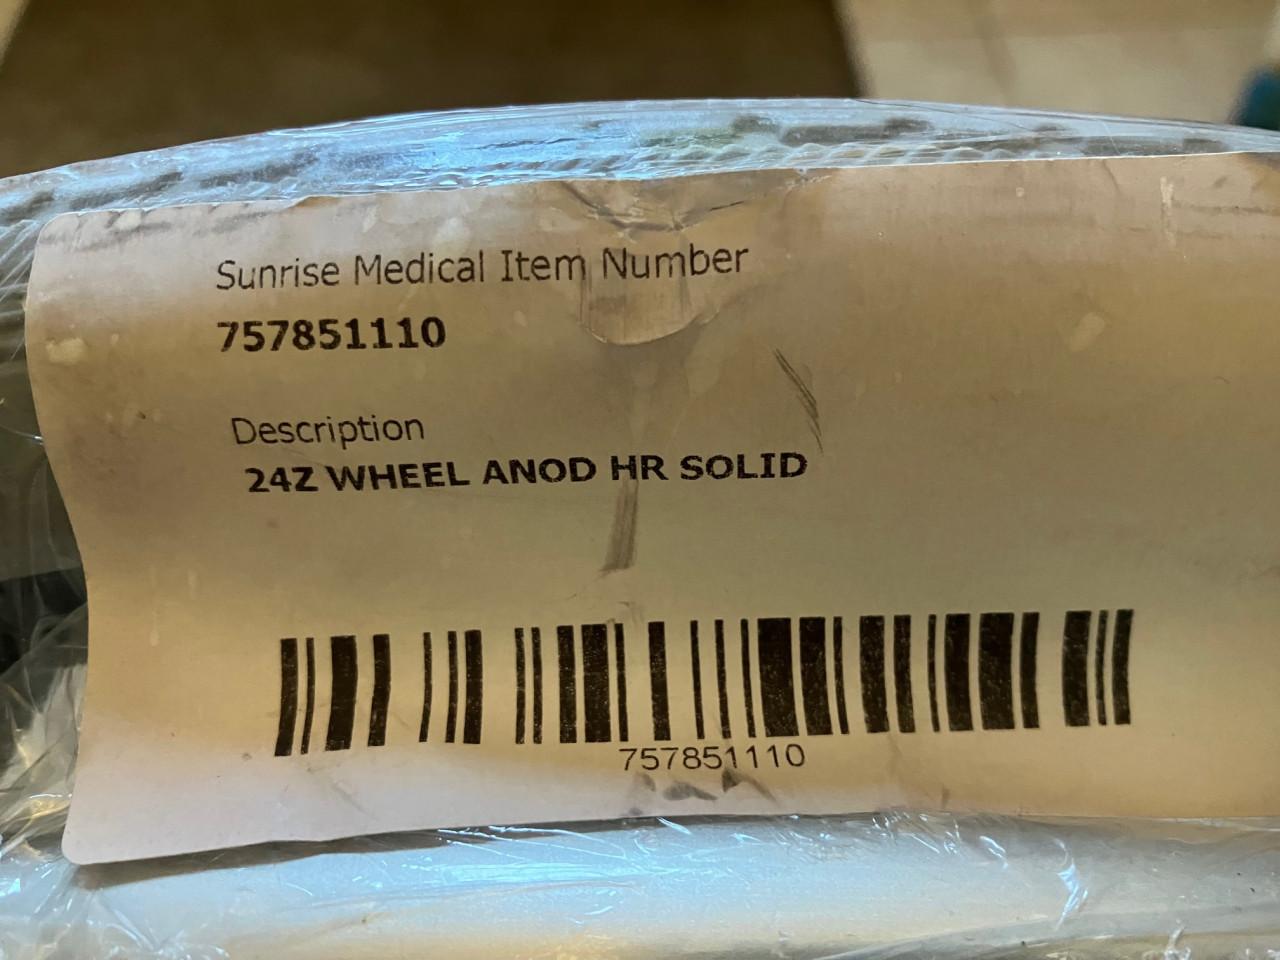 Sunrise Medical Item Number
757851110
Description
24Z WHEEL ANOD HR SOLID
757851110